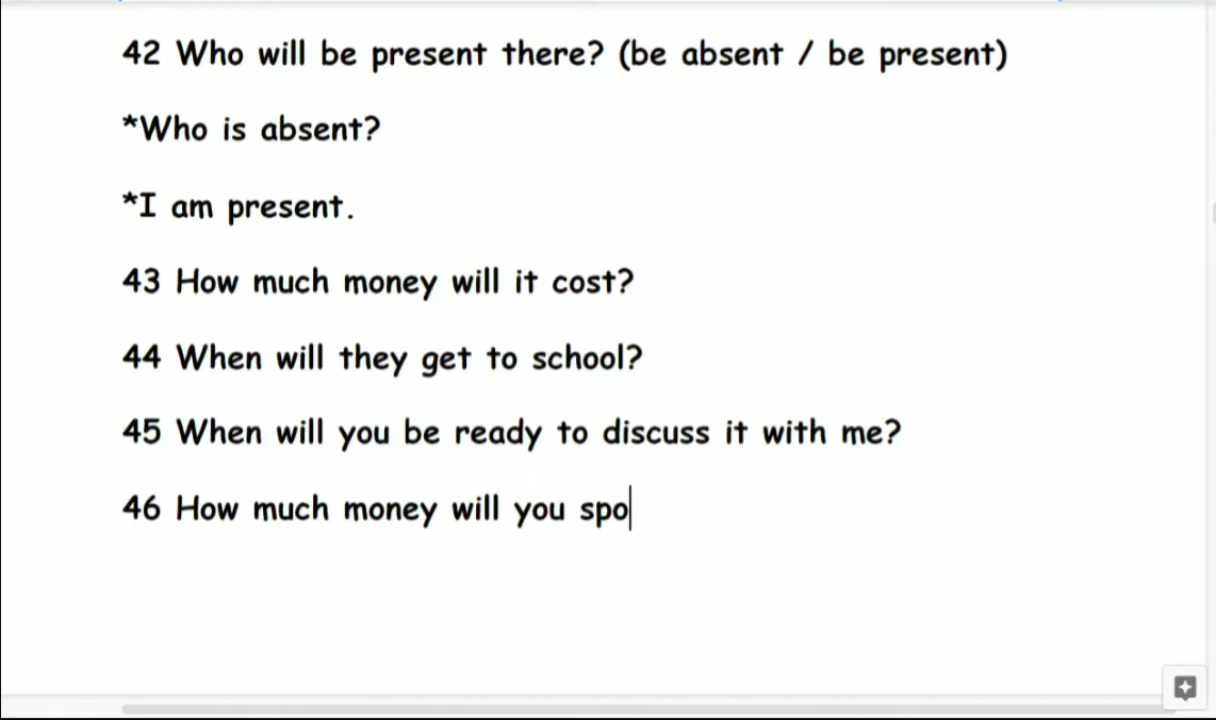 42 Who will be present there? (be absent / be present)
*Who is absent?
*I am present.
43 How much money will it cost?
44 When will they get to school?
45 When will you be ready to discuss it with me?
46 How much money will you spo